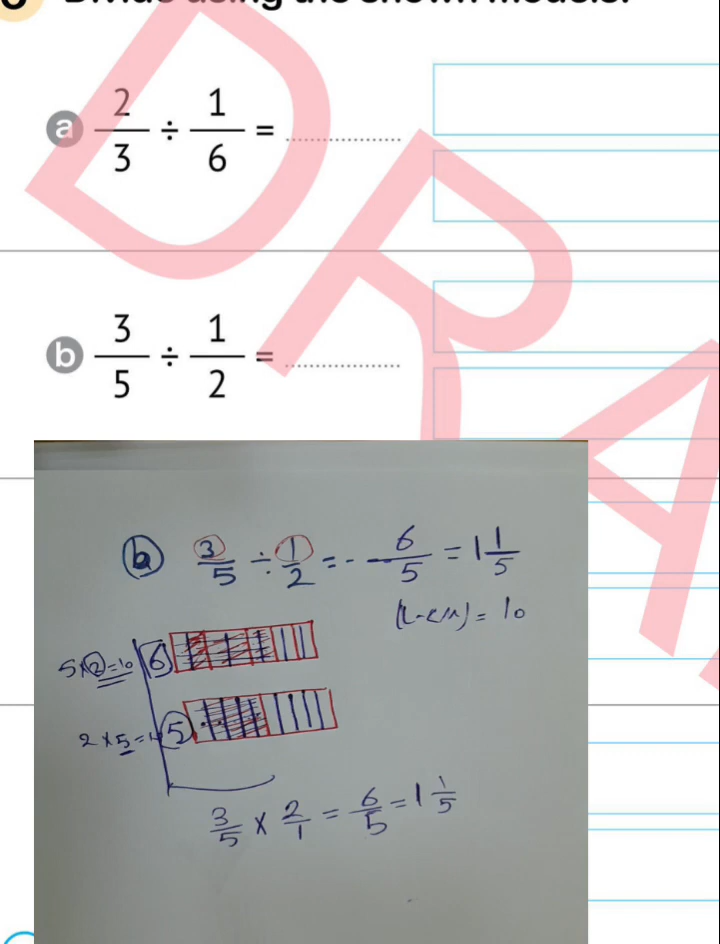 Divide using the shown models.
a 2/3 ÷ 1/6 = ....................
b 3/5 ÷ 1/2 = ....................
b 3/5 ÷ 1/2 = - 6/5 = 1 1/5
(L-C.M) = 10
5×2=10 6
2×5=10 5
3/5 × 2/1 = 6/5 = 1 1/5
DRA